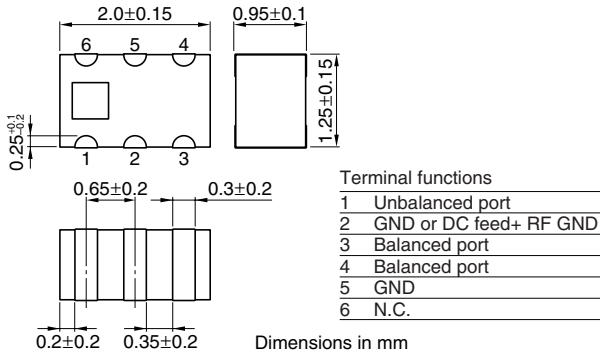 2.0±0.15
0.95±0.1
6 5 4
1.25±0.15
0.25+0.1 −0.2
1 2 3
0.65±0.2
0.3±0.2
0.2±0.2
0.35±0.2
Dimensions in mm
Terminal functions
1 Unbalanced port
2 GND or DC feed+ RF GND
3 Balanced port
4 Balanced port
5 GND
6 N.C.